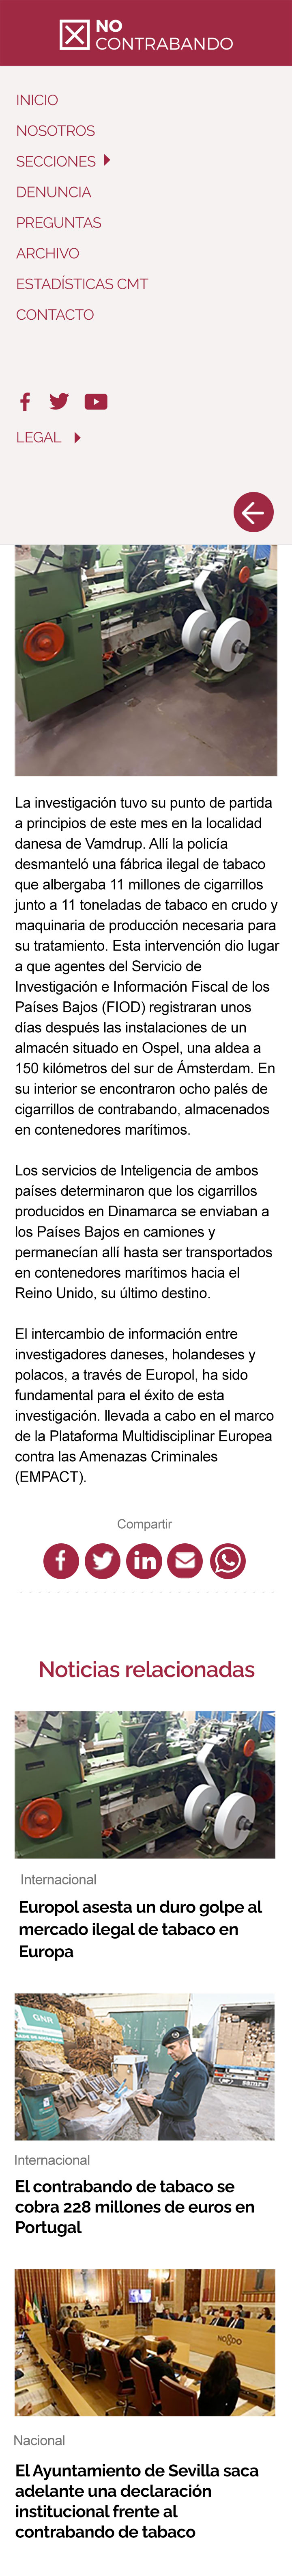 NO
CONTRABANDO
INICIO
NOSOTROS
SECCIONES
DENUNCIA
PREGUNTAS
ARCHIVO
ESTADÍSTICAS CMT
CONTACTO
LEGAL
La investigación tuvo su punto de partida
a principios de este mes en la localidad
danesa de Vamdrup. Allí la policía
desmanteló una fábrica ilegal de tabaco
que albergaba 11 millones de cigarrillos
junto a 11 toneladas de tabaco en crudo y
maquinaria de producción necesaria para
su tratamiento. Esta intervención dio lugar
a que agentes del Servicio de
Investigación e Información Fiscal de los
Países Bajos (FIOD) registraran unos
días después las instalaciones de un
almacén situado en Ospel, una aldea a
150 kilómetros del sur de Ámsterdam. En
su interior se encontraron ocho palés de
cigarrillos de contrabando, almacenados
en contenedores marítimos.
Los servicios de Inteligencia de ambos
países determinaron que los cigarrillos
producidos en Dinamarca se enviaban a
los Países Bajos en camiones y
permanecían allí hasta ser transportados
en contenedores marítimos hacia el
Reino Unido, su último destino.
El intercambio de información entre
investigadores daneses, holandeses y
polacos, a través de Europol, ha sido
fundamental para el éxito de esta
investigación. llevada a cabo en el marco
de la Plataforma Multidisciplinar Europea
contra las Amenazas Criminales
(EMPACT).
Compartir
Noticias relacionadas
Internacional
Europol asesta un duro golpe al
mercado ilegal de tabaco en
Europa
GNR
Internacional
El contrabando de tabaco se
cobra 228 millones de euros en
Portugal
NO8DO
Nacional
El Ayuntamiento de Sevilla saca
adelante una declaración
institucional frente al
contrabando de tabaco